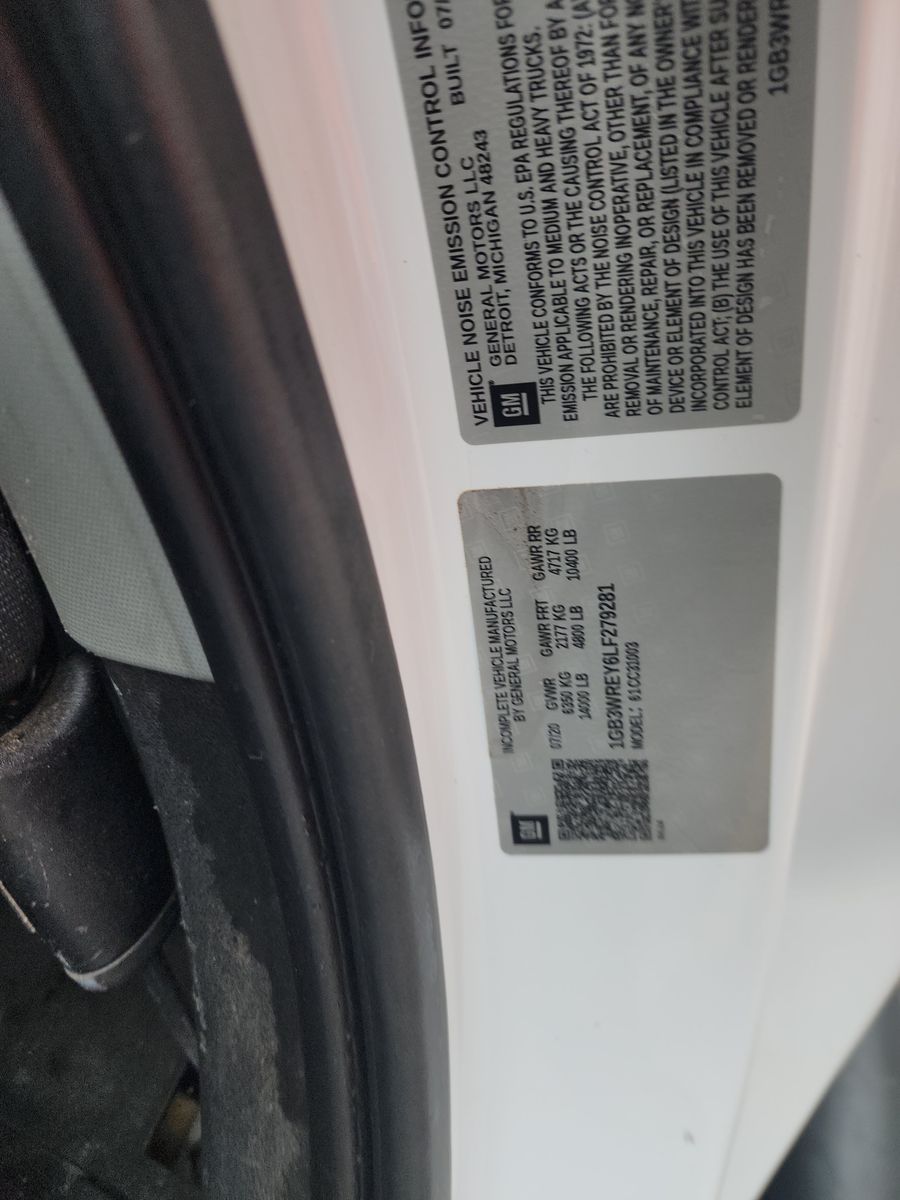 VEHICLE NOISE EMISSION CONTROL INFO
GM
GENERAL MOTORS LLC BUILT 07/
DETROIT, MICHIGAN 48243
THIS VEHICLE CONFORMS TO U.S. EPA REGULATIONS FOR
EMISSION APPLICABLE TO MEDIUM AND HEAVY TRUCKS.
THE FOLLOWING ACTS OR THE CAUSING THEREOF BY A
ARE PROHIBITED BY THE NOISE CONTROL ACT OF 1972: (A)
REMOVAL OR RENDERING INOPERATIVE, OTHER THAN FOR
OF MAINTENANCE, REPAIR, OR REPLACEMENT, OF ANY NO
DEVICE OR ELEMENT OF DESIGN (LISTED IN THE OWNER'
INCORPORATED INTO THIS VEHICLE IN COMPLIANCE WIT
CONTROL ACT; (B) THE USE OF THIS VEHICLE AFTER SU
ELEMENT OF DESIGN HAS BEEN REMOVED OR RENDER
1GB3WR
GM
INCOMPLETE VEHICLE MANUFACTURED
BY GENERAL MOTORS LLC
07/20 GVWR GAWR FRT GAWR RR
6350 KG 2177 KG 4717 KG
14000 LB 4800 LB 10400 LB
1GB3WREY6LF279281
MODEL: 61CC31003